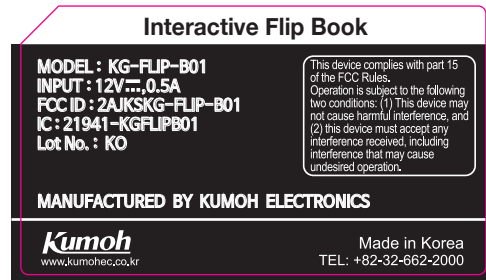 Interactive Flip Book
MODEL : KG-FLIP-B01
INPUT : 12V⎓,0.5A
FCC ID : 2AJKSKG-FLIP-B01
IC : 21941-KGFLIPB01
Lot No. : KO
This device complies with part 15
of the FCC Rules.
Operation is subject to the following
two conditions: (1) This device may
not cause harmful interference, and
(2) this device must accept any
interference received, including
interference that may cause
undesired operation.
MANUFACTURED BY KUMOH ELECTRONICS
Kumoh
www.kumohec.co.kr
Made in Korea
TEL: +82-32-662-2000